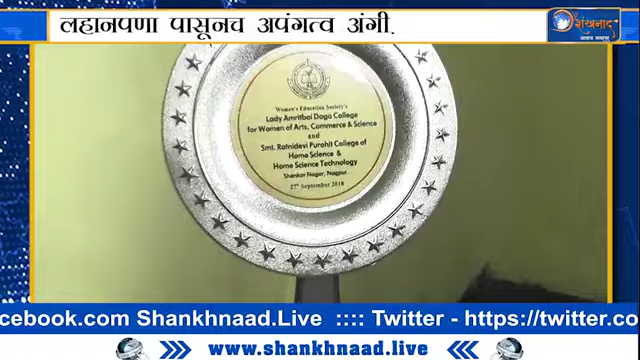 लहानपणा पासूनच अपंगत्व अंगी.
शंखनाद
Women's Education Society's
Lady Amritbai Daga College
for Women of Arts, Commerce & Science
and
Smt. Ratnidevi Purohit College of
Home Science &
Home Science Technology
Shankar Nagar, Nagpur.
27th September 2018
cebook.com Shankhnaad.Live :::: Twitter - https://twitter.co
www.shankhnaad.live